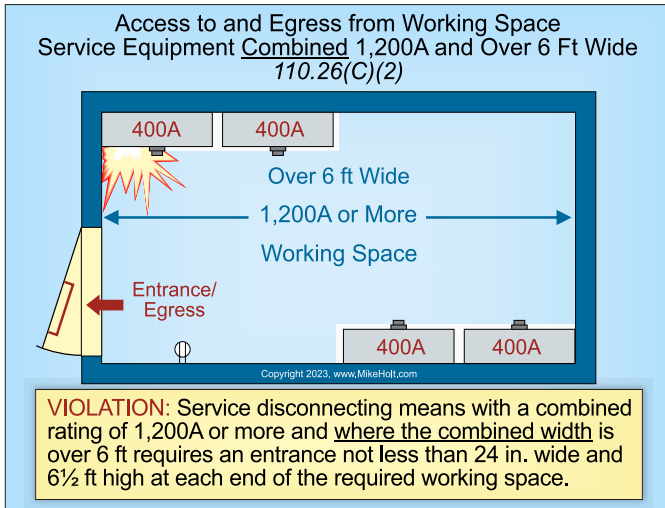 Access to and Egress from Working Space
Service Equipment Combined 1,200A and Over 6 Ft Wide
110.26(C)(2)
400A
400A
Over 6 ft Wide
1,200A or More
Working Space
Entrance/
Egress
400A
400A
Copyright 2023, www,MikeHolt.com
VIOLATION: Service disconnecting means with a combined
rating of 1,200A or more and where the combined width is
over 6 ft requires an entrance not less than 24 in. wide and
6½ ft high at each end of the required working space.